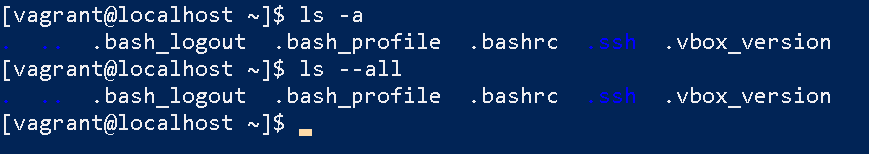 [vagrant@localhost ~]$ ls -a
.  ..  .bash_logout  .bash_profile  .bashrc  .ssh  .vbox_version
[vagrant@localhost ~]$ ls --all
.  ..  .bash_logout  .bash_profile  .bashrc  .ssh  .vbox_version
[vagrant@localhost ~]$